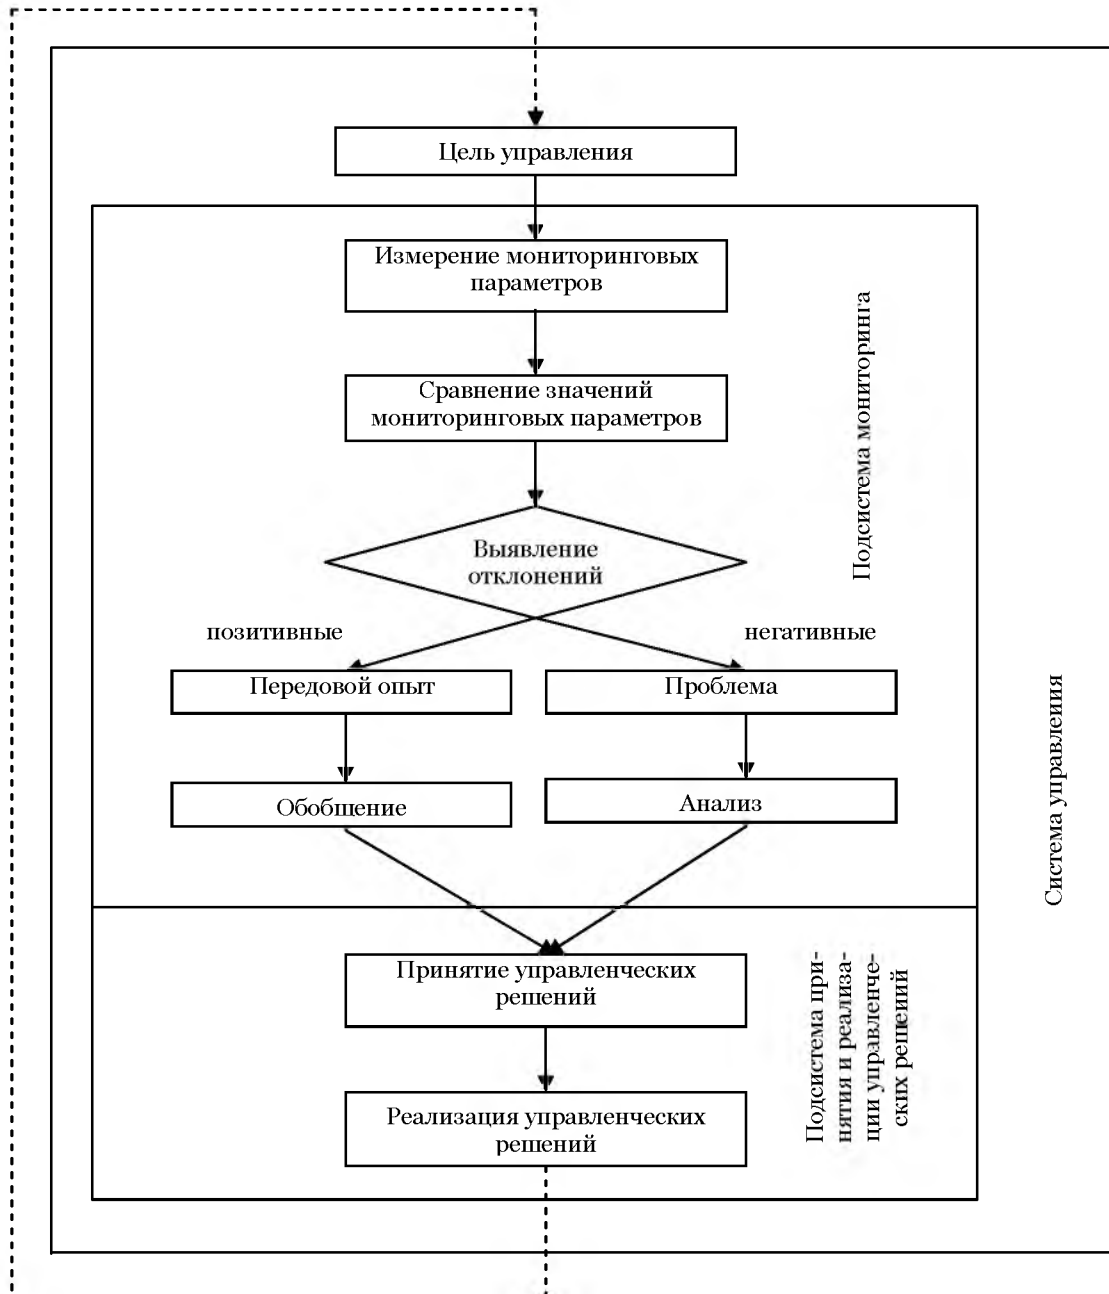 Цель управления
Измерение мониторинговых
параметров
Сравнение значений
мониторинговых параметров
Выявление
отклонений
позитивные
негативные
Передовой опыт
Проблема
Обобщение
Анализ
Принятие управленческих
решений
Реализация управленческих
решений
Подсистема мониторинга
Подсистема при-
нятия и реализа-
ции управленче-
ских решений
Система управления